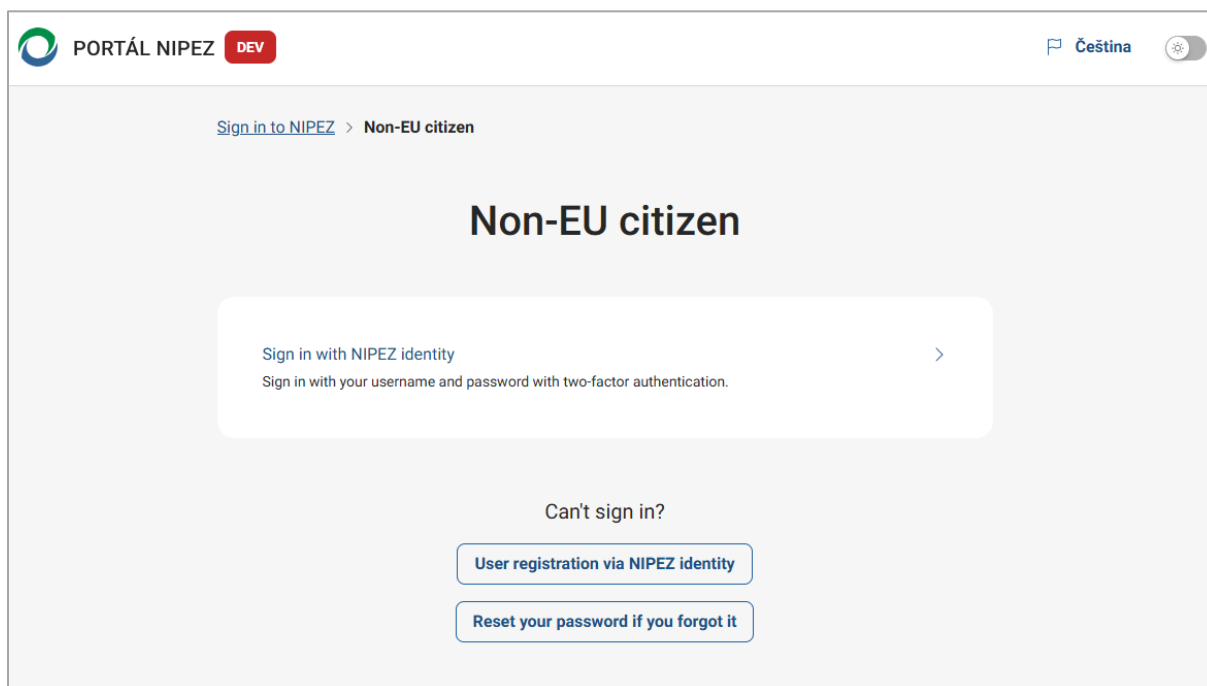 PORTÁL NIPEZ DEV Čeština
Sign in to NIPEZ > Non-EU citizen
Non-EU citizen
Sign in with NIPEZ identity
Sign in with your username and password with two-factor authentication.
Can't sign in?
User registration via NIPEZ identity
Reset your password if you forgot it